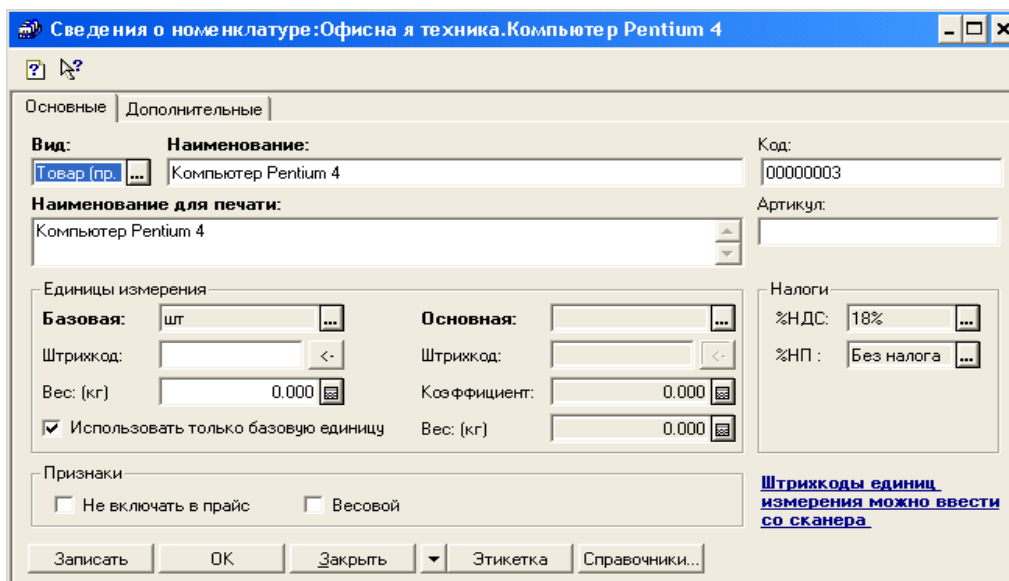 Сведения о номенклатуре:Офисна я техника.Компьютер Pentium 4
Основные Дополнительные
Вид: Наименование: Код:
Товар (пр. ... Компьютер Pentium 4 00000003
Наименование для печати: Артикул:
Компьютер Pentium 4
Единицы измерения Налоги
Базовая: шт ... Основная: ... %НДС: 18% ...
Штрихкод: <- Штрихкод: <- %НП : Без налога ...
Вес: (кг) 0.000 Коэффициент: 0.000
Использовать только базовую единицу Вес: (кг) 0.000
Признаки
Не включать в прайс Весовой
Штрихкоды единиц
измерения можно ввести
со сканера
Записать OK Закрыть Этикетка Справочники...